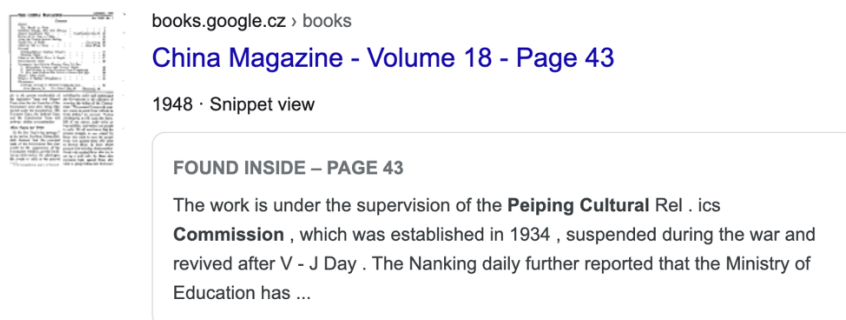 books.google.cz › books
China Magazine - Volume 18 - Page 43
1948 · Snippet view
FOUND INSIDE – PAGE 43
The work is under the supervision of the Peiping Cultural Rel . ics
Commission , which was established in 1934 , suspended during the war and
revived after V - J Day . The Nanking daily further reported that the Ministry of
Education has ...